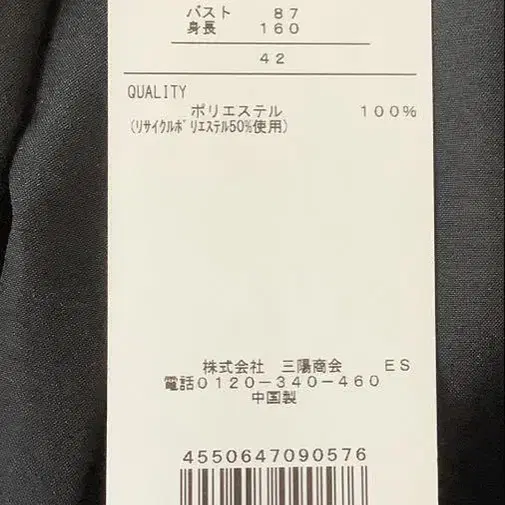 バスト　８７
身長　１６０
４２
QUALITY
ポリエステル　１００％
(ﾘｻｲｸﾙﾎﾟﾘｴｽﾃﾙ50%使用)
株式会社　三陽商会　ＥＳ
電話０１２０－３４０－４６０
中国製
4550647090576